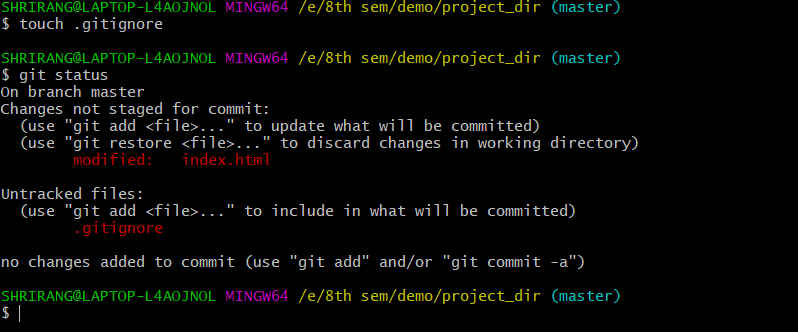 SHRIRANG@LAPTOP-L4AOJNOL MINGW64 /e/8th sem/demo/project_dir (master)
$ touch .gitignore
SHRIRANG@LAPTOP-L4AOJNOL MINGW64 /e/8th sem/demo/project_dir (master)
$ git status
On branch master
Changes not staged for commit:
  (use "git add <file>..." to update what will be committed)
  (use "git restore <file>..." to discard changes in working directory)
        modified:   index.html
Untracked files:
  (use "git add <file>..." to include in what will be committed)
        .gitignore
no changes added to commit (use "git add" and/or "git commit -a")
SHRIRANG@LAPTOP-L4AOJNOL MINGW64 /e/8th sem/demo/project_dir (master)
$